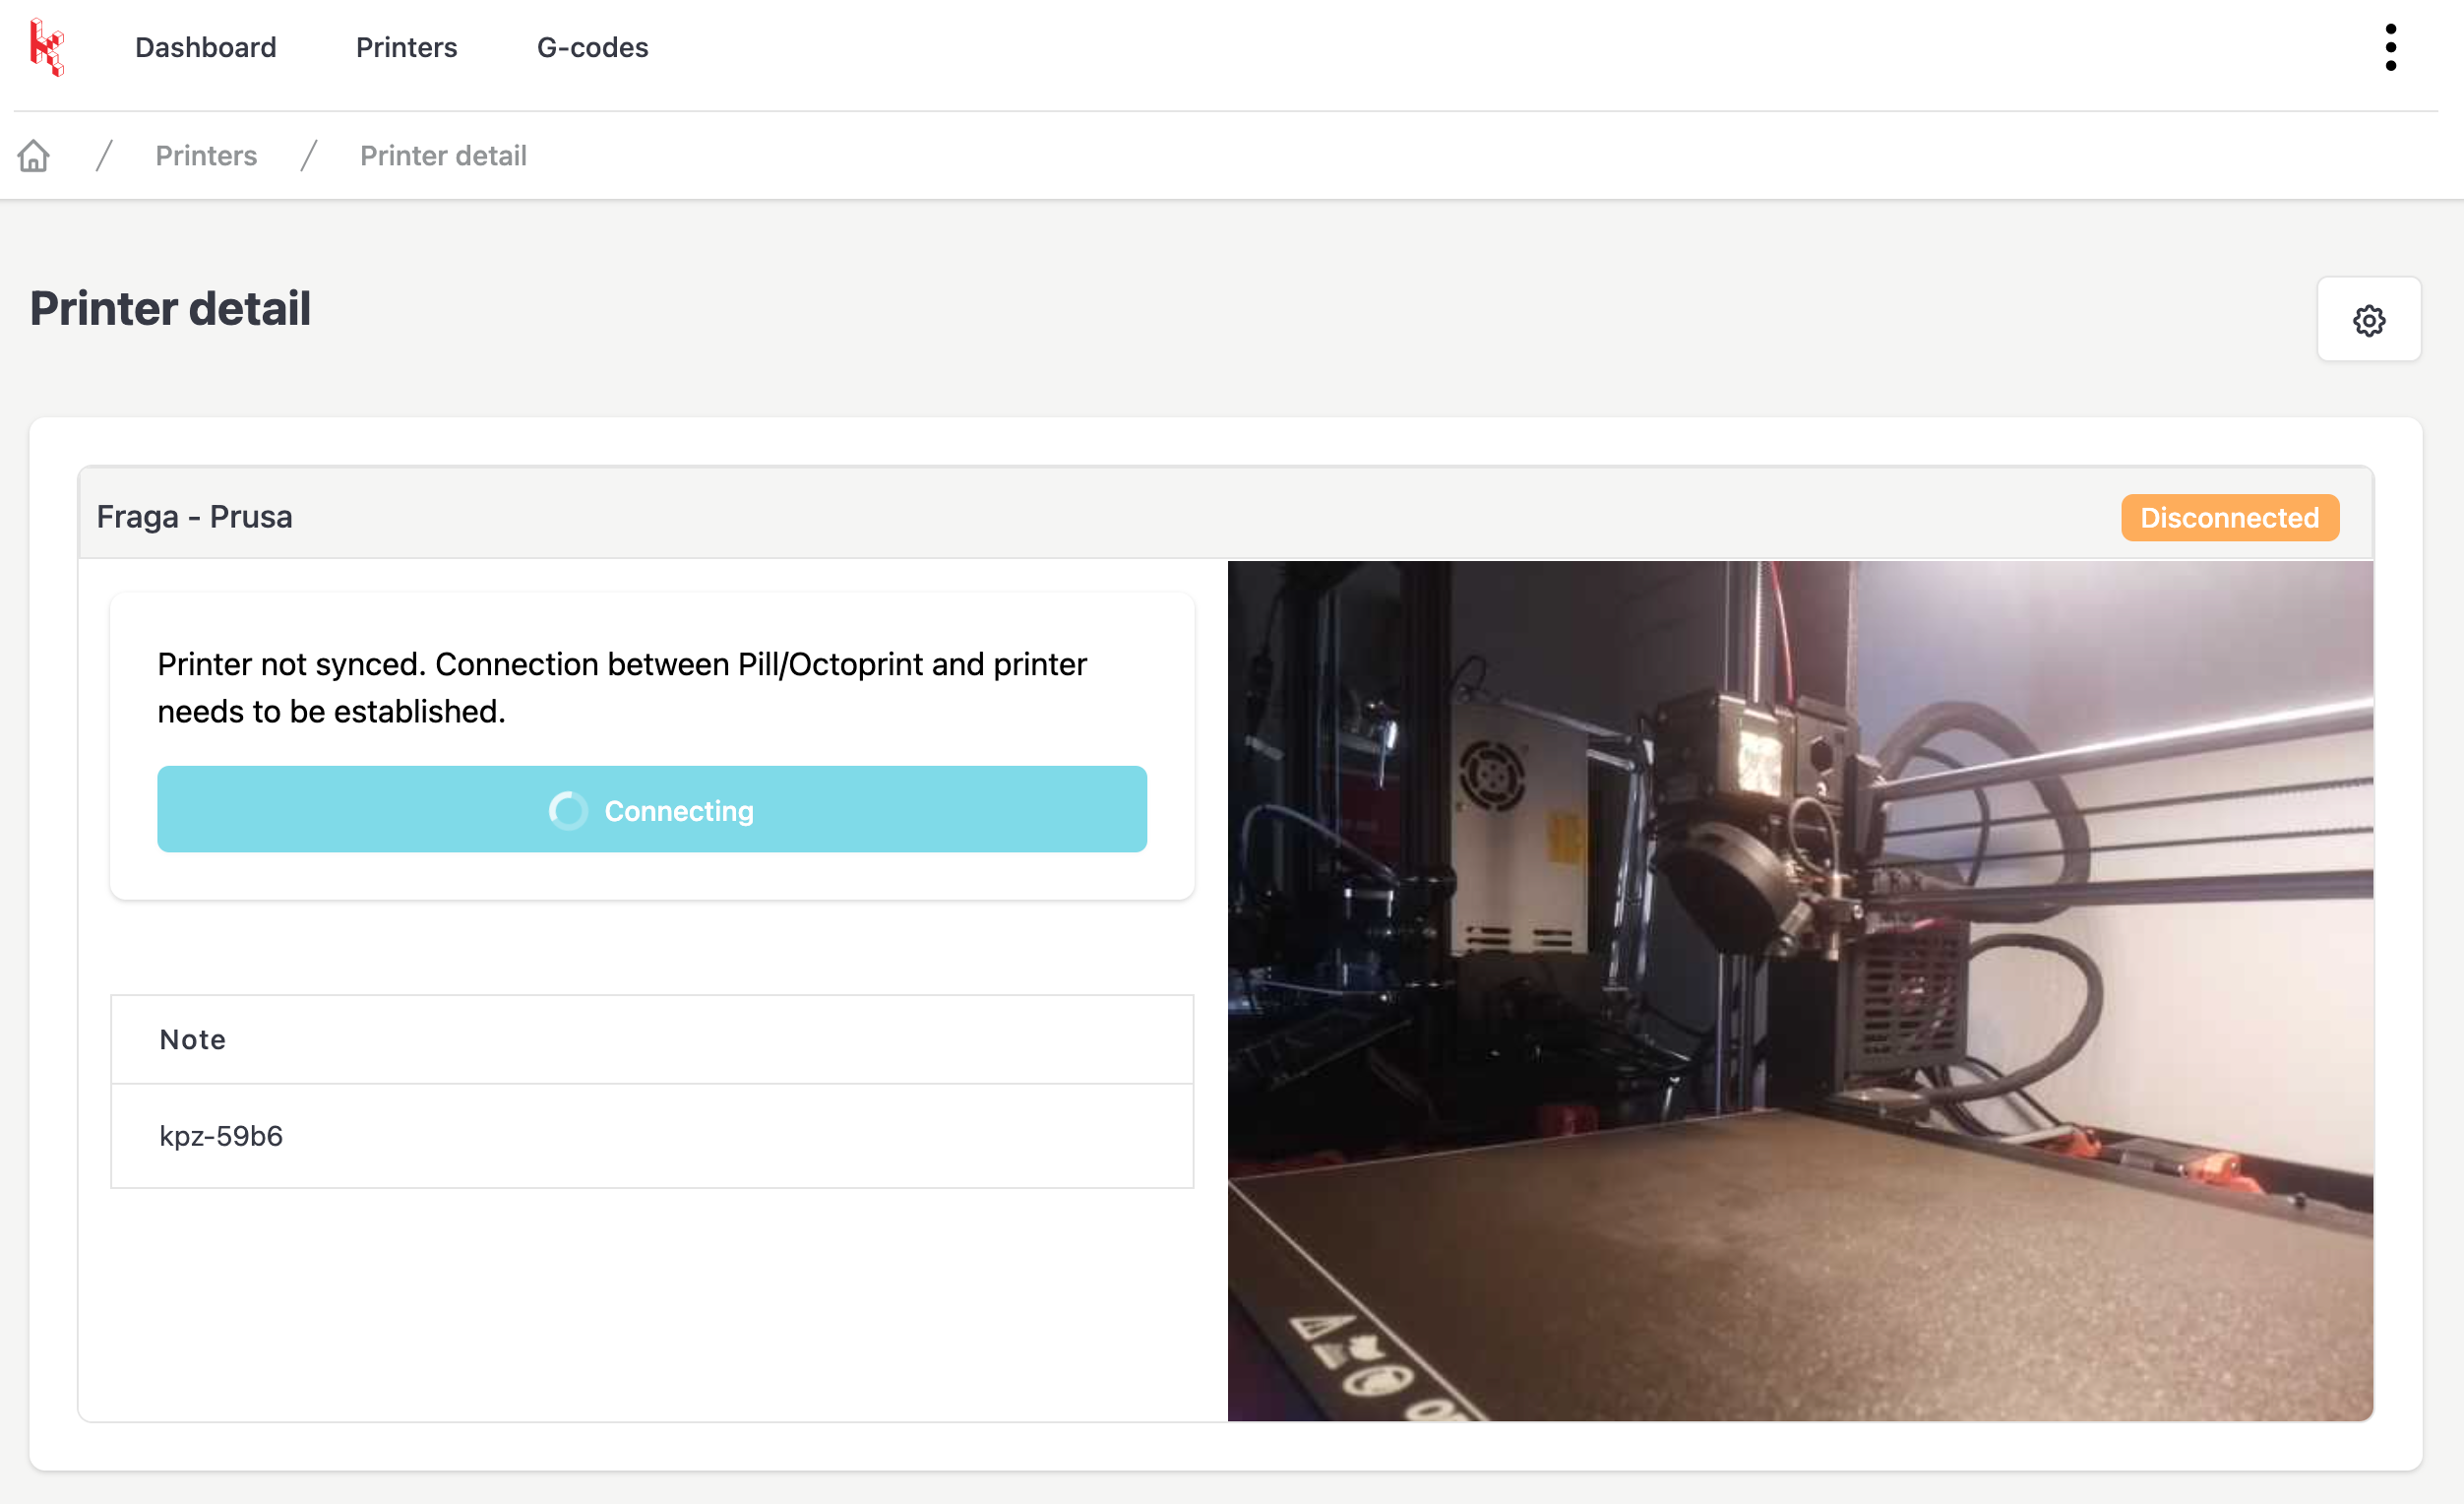 Dashboard
Printers
G-codes
Printers / Printer detail
Printer detail
Fraga - Prusa
Disconnected
Printer not synced. Connection between Pill/Octoprint and printer
needs to be established.
Connecting
Note
kpz-59b6